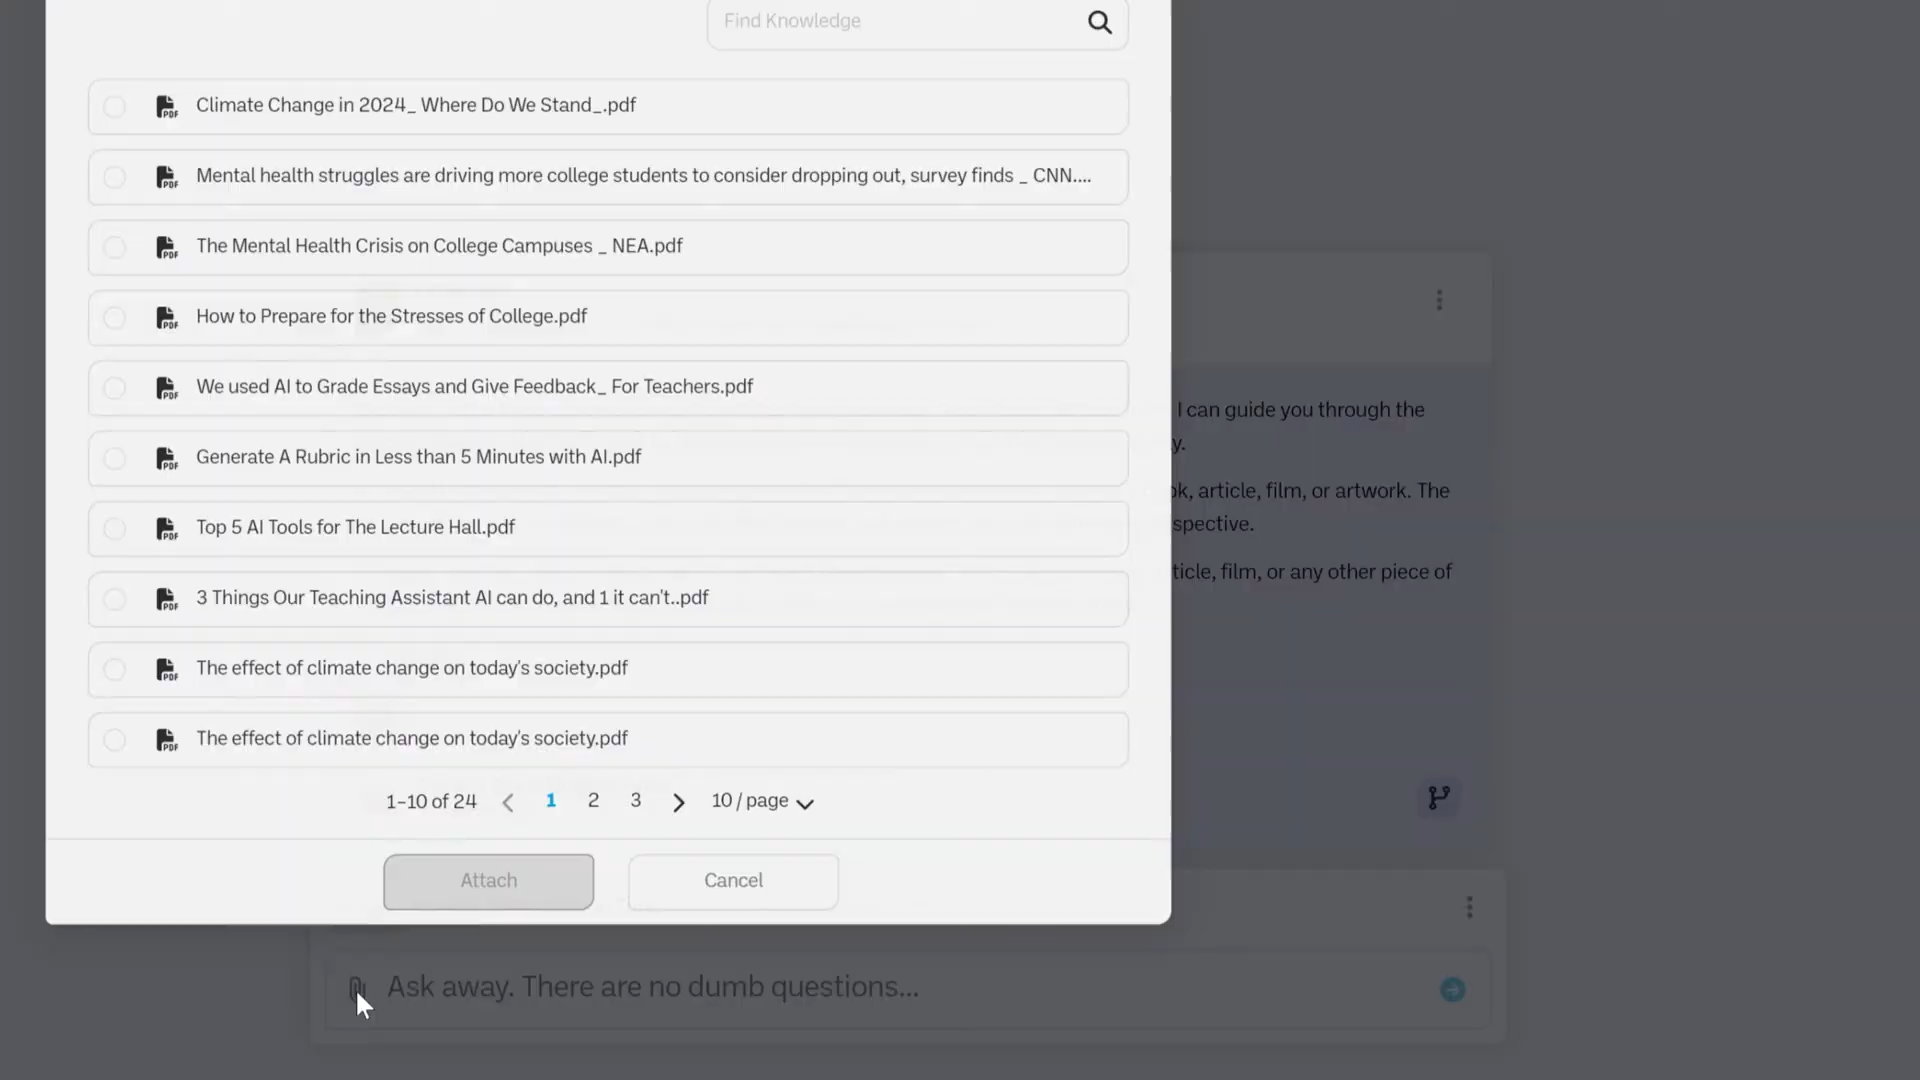 Find Knowledge
Climate Change in 2024_ Where Do We Stand_.pdf
Mental health struggles are driving more college students to consider dropping out, survey finds _ CNN....
The Mental Health Crisis on College Campuses _ NEA.pdf
How to Prepare for the Stresses of College.pdf
We used AI to Grade Essays and Give Feedback_ For Teachers.pdf
Generate A Rubric in Less than 5 Minutes with AI.pdf
Top 5 AI Tools for The Lecture Hall.pdf
3 Things Our Teaching Assistant AI can do, and 1 it can't..pdf
The effect of climate change on today's society.pdf
The effect of climate change on today's society.pdf
1-10 of 24 1 2 3 10 / page
Attach Cancel
I can guide you through the
y.
article, film, or artwork. The
spective.
ticle, film, or any other piece of
Ask away. There are no dumb questions...